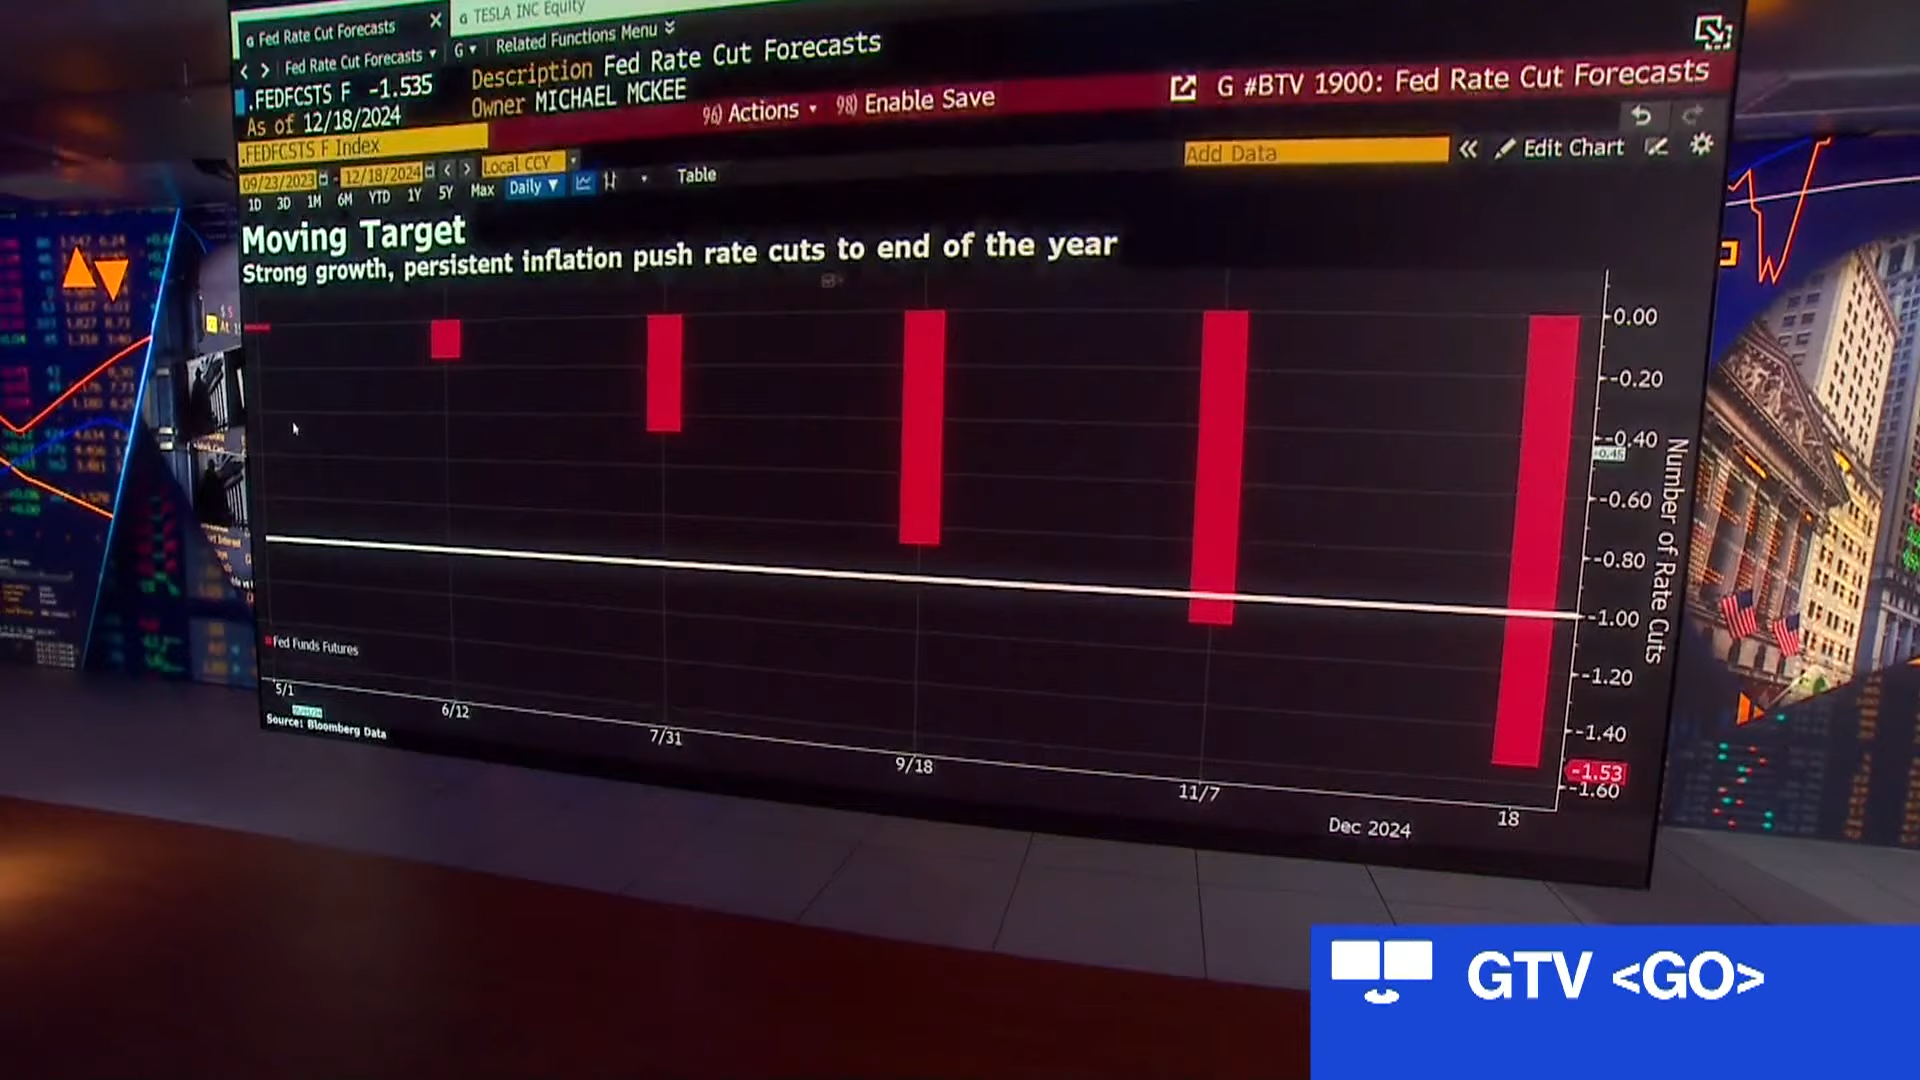 G Fed Rate Cut Forecasts X
G TESLA INC Equity
< > Fed Rate Cut Forecasts G Related Functions Menu
.FEDFCSTS F -1.535
As of 12/18/2024
Description Fed Rate Cut Forecasts
Owner MICHAEL MCKEE
96) Actions 98) Enable Save
G #BTV 1900: Fed Rate Cut Forecasts
.FEDFCSTS F Index
Add Data « Edit Chart
09/23/2023 - 12/18/2024 < > Local CCY
1D 3D 1M 6M YTD 1Y 5Y Max Daily Table
Moving Target
Strong growth, persistent inflation push rate cuts to end of the year
0.00
-0.20
-0.40
-0.45
-0.60
-0.80
-1.00
-1.20
-1.40
-1.53
-1.60
Number of Rate Cuts
Fed Funds Futures
5/1
6/12
7/31
9/18
11/7
18
Dec 2024
Source: Bloomberg Data
GTV <GO>